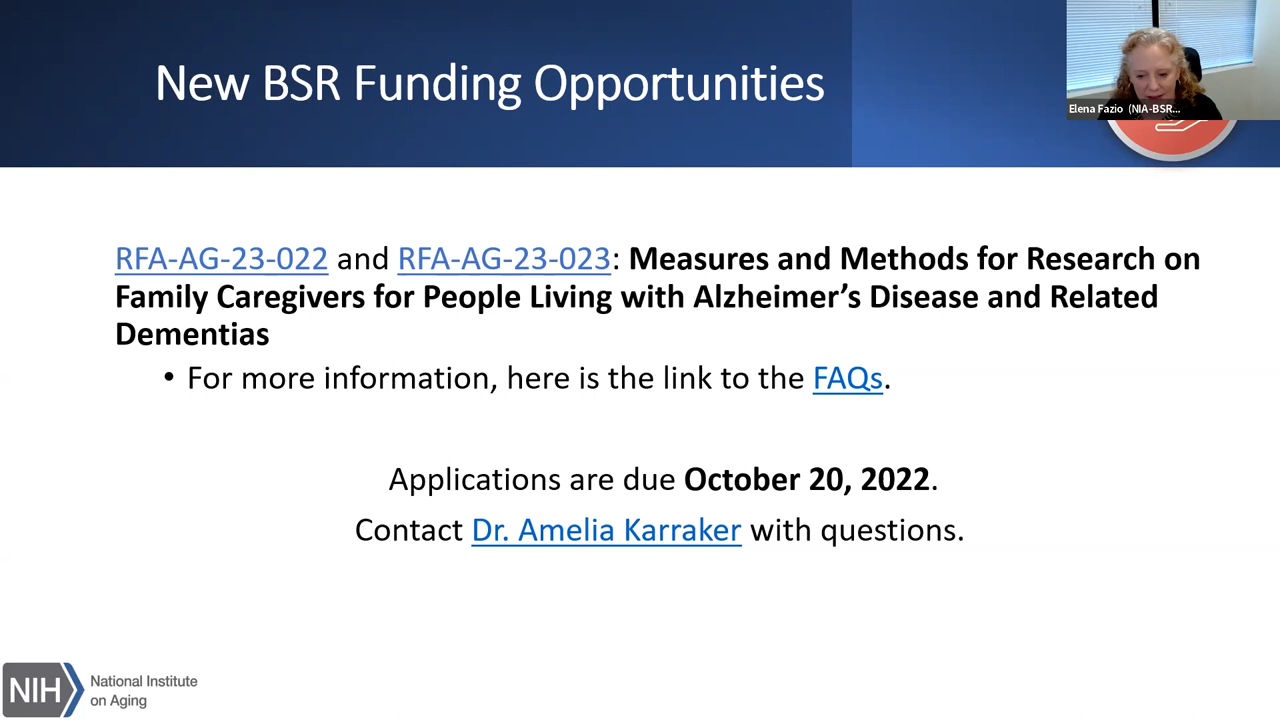 New BSR Funding Opportunities
Elena Fazio (NIA-BSR...
RFA-AG-23-022 and RFA-AG-23-023: Measures and Methods for Research on
Family Caregivers for People Living with Alzheimer’s Disease and Related
Dementias
• For more information, here is the link to the FAQs.
Applications are due October 20, 2022.
Contact Dr. Amelia Karraker with questions.
NIH National Institute
on Aging